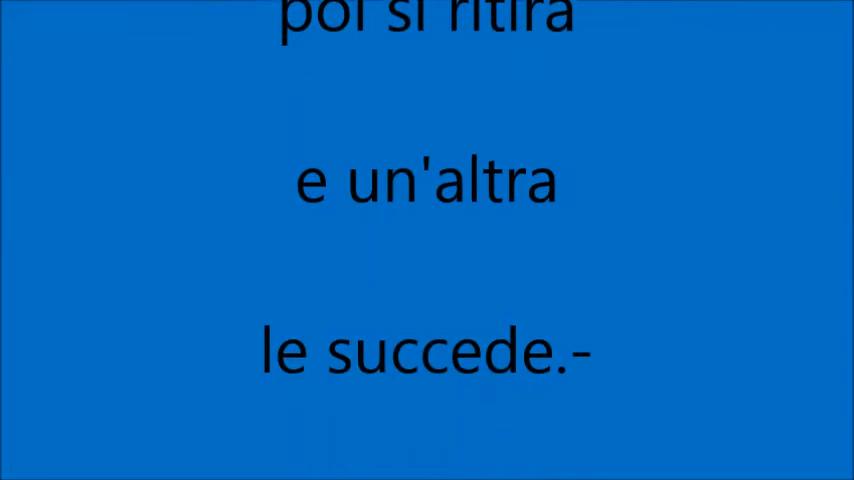 poi si ritira
e un'altra
le succede.-